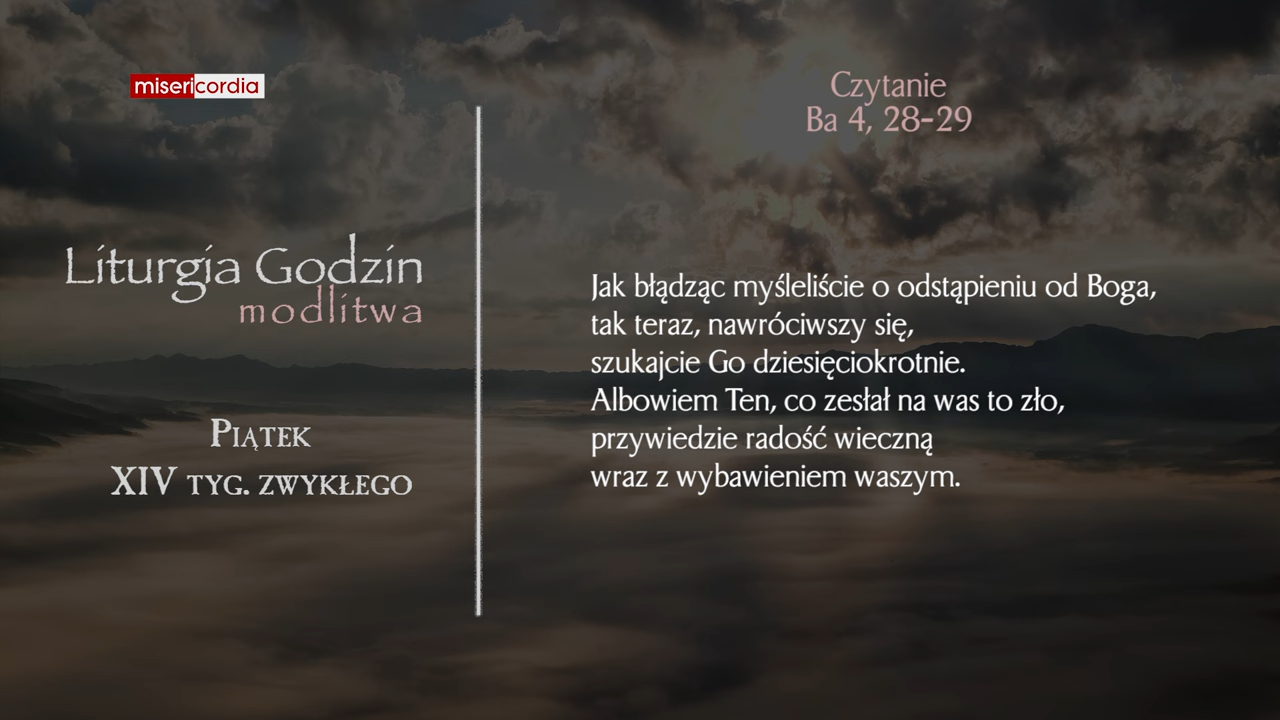 misericordia
Liturgia Godzin
modlitwa
Piątek
XIV tyg. zwykłego
Czytanie
Ba 4, 28-29
Jak błądząc myśleliście o odstąpieniu od Boga,
tak teraz, nawróciwszy się,
szukajcie Go dziesięciokrotnie.
Albowiem Ten, co zesłał na was to zło,
przywiedzie radość wieczną
wraz z wybawieniem waszym.